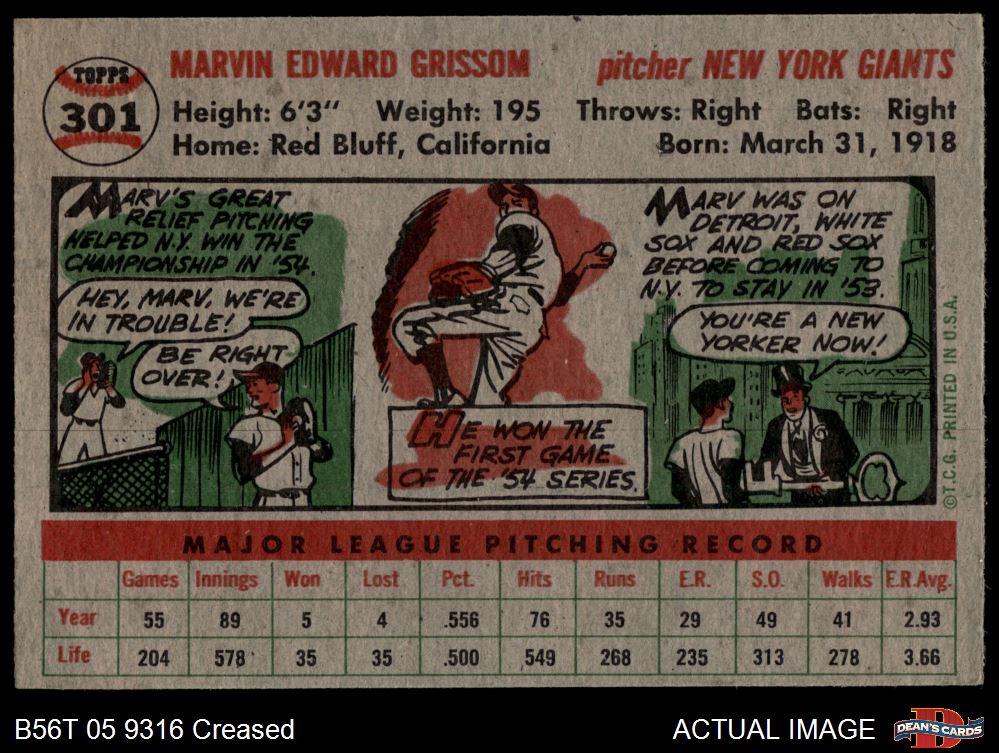 TOPPS
301
MARVIN EDWARD GRISSOM pitcher NEW YORK GIANTS
Height: 6'3" Weight: 195 Throws: Right Bats: Right
Home: Red Bluff, California Born: March 31, 1918
MARV'S GREAT
RELIEF PITCHING
HELPED N.Y. WIN THE
CHAMPIONSHIP IN '54.
HEY, MARV, WE'RE
IN TROUBLE!
BE RIGHT
OVER!
HE WON THE
FIRST GAME
OF THE '54 SERIES.
MARV WAS ON
DETROIT, WHITE
SOX AND RED SOX
BEFORE COMING TO
N.Y. TO STAY IN '53.
YOU'RE A NEW
YORKER NOW!
©T.C.G. PRINTED IN U.S.A.
MAJOR LEAGUE PITCHING RECORD
Games Innings Won Lost Pct. Hits Runs E.R. S.O. Walks E.R.Avg.
Year 55 89 5 4 .556 76 35 29 49 41 2.93
Life 204 578 35 35 .500 549 268 235 313 278 3.66
B56T 05 9316 Creased ACTUAL IMAGE
D
DEAN'S CARDS